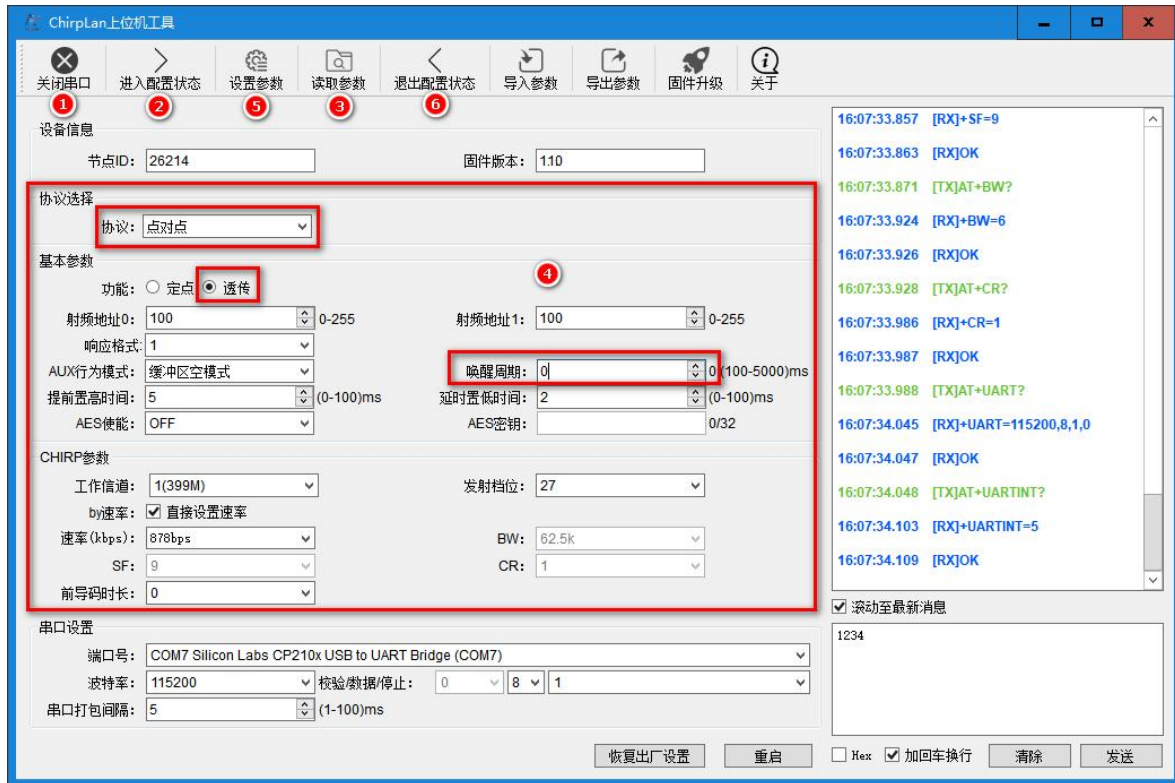 ChirpLan上位机工具
关闭串口 进入配置状态 设置参数 读取参数 退出配置状态 导入参数 导出参数 固件升级 关于
1 2 5 3 6
设备信息
节点ID: 26214 固件版本: 1.10
协议选择
协议: 点对点
基本参数
4
功能: 定点 透传
射频地址0: 100 0-255 射频地址1: 100 0-255
响应格式: 1
AUX行为模式: 缓冲区空模式 唤醒周期: 0 0(100-5000)ms
提前置高时间: 5 (0-100)ms 延时置低时间: 2 (0-100)ms
AES使能: OFF AES密钥: 0/32
CHIRP参数
工作信道: 1(399M) 发射档位: 27
by速率: 直接设置速率
速率(kbps): 878bps BW: 62.5k
SF: 9 CR: 1
前导码时长: 0
串口设置
端口号: COM7 Silicon Labs CP210x USB to UART Bridge (COM7)
波特率: 115200 校验/数据/停止: 0 8 1
串口打包间隔: 5 (1-100)ms
恢复出厂设置 重启
16:07:33.857 [RX]+SF=9
16:07:33.863 [RX]OK
16:07:33.871 [TX]AT+BW?
16:07:33.924 [RX]+BW=6
16:07:33.926 [RX]OK
16:07:33.928 [TX]AT+CR?
16:07:33.986 [RX]+CR=1
16:07:33.987 [RX]OK
16:07:33.988 [TX]AT+UART?
16:07:34.045 [RX]+UART=115200,8,1,0
16:07:34.047 [RX]OK
16:07:34.048 [TX]AT+UARTINT?
16:07:34.103 [RX]+UARTINT=5
16:07:34.109 [RX]OK
滚动至最新消息
1234
Hex 加回车换行 清除 发送